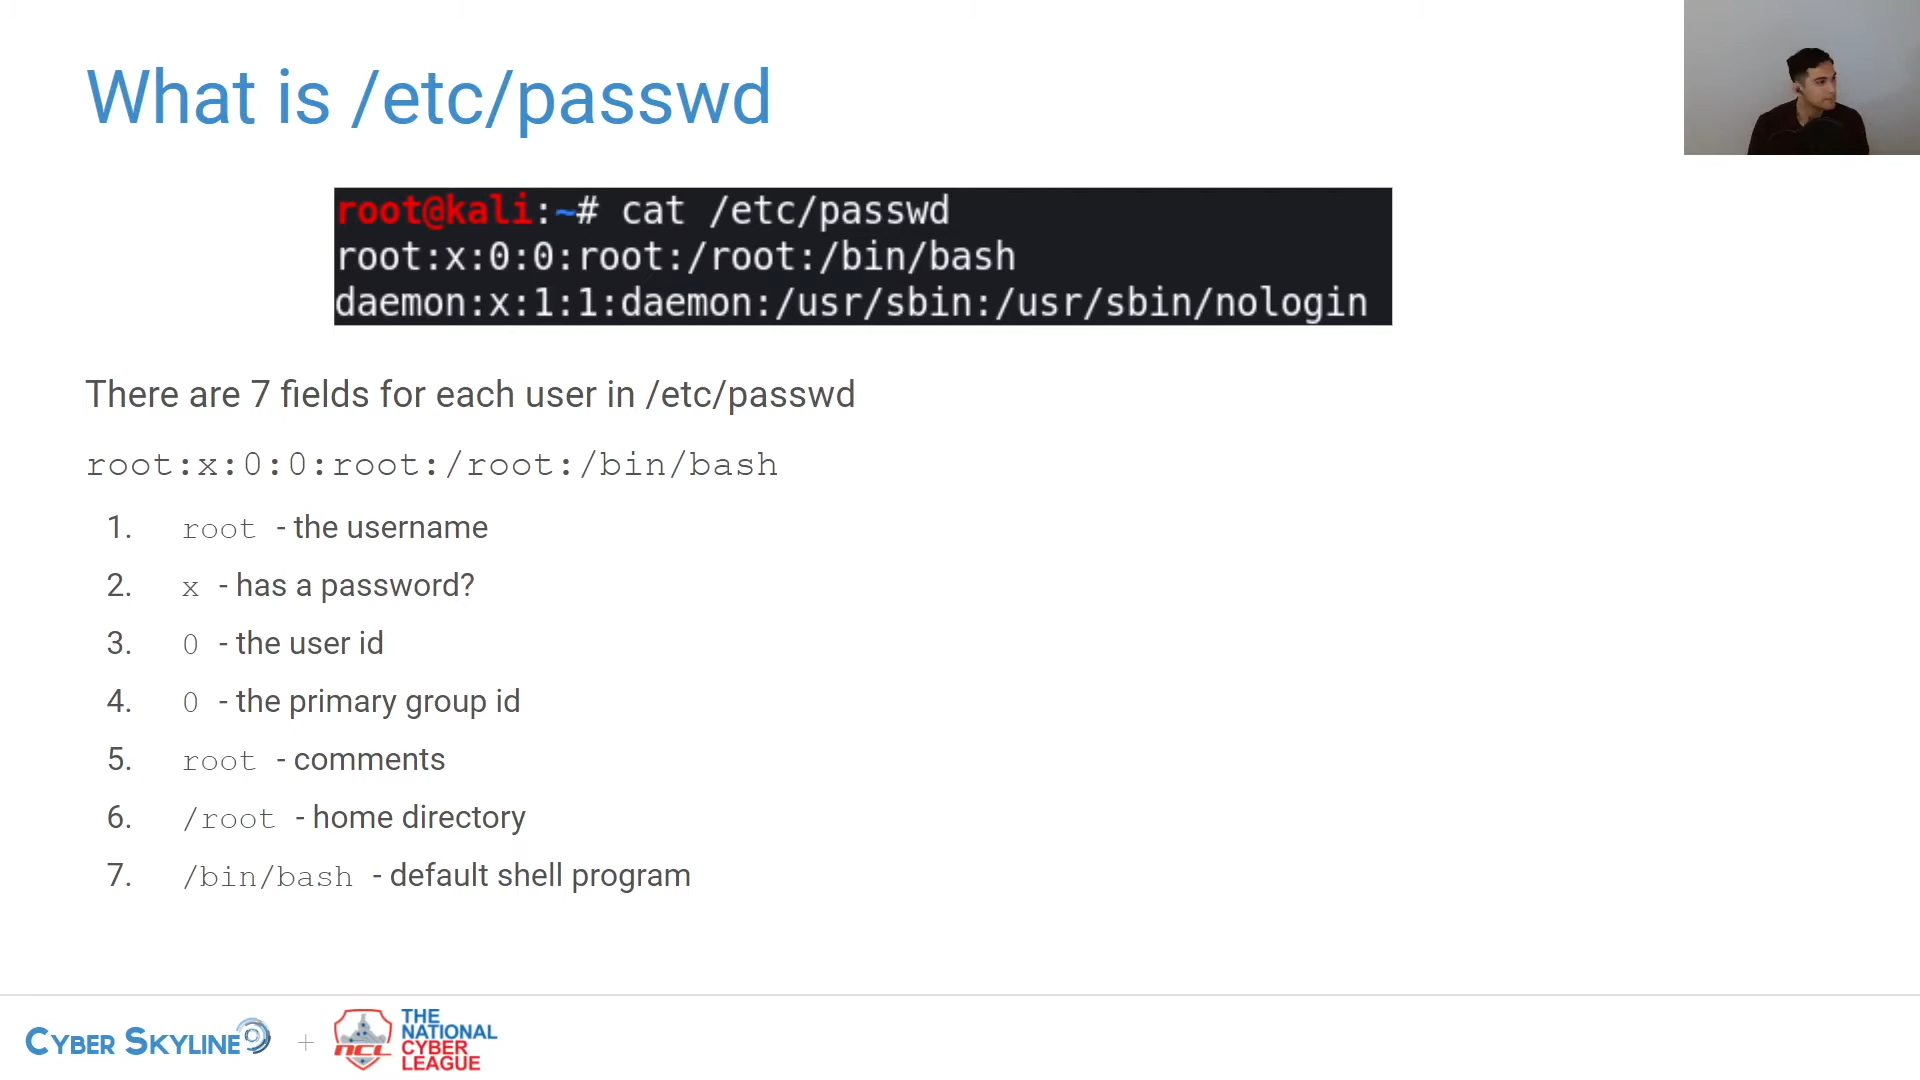 What is /etc/passwd
root@kali:~# cat /etc/passwd
root:x:0:0:root:/root:/bin/bash
daemon:x:1:1:daemon:/usr/sbin:/usr/sbin/nologin
There are 7 fields for each user in /etc/passwd
root:x:0:0:root:/root:/bin/bash
1. root - the username
2. x - has a password?
3. 0 - the user id
4. 0 - the primary group id
5. root - comments
6. /root - home directory
7. /bin/bash - default shell program
CYBER SKYLINE + NCL THE NATIONAL CYBER LEAGUE